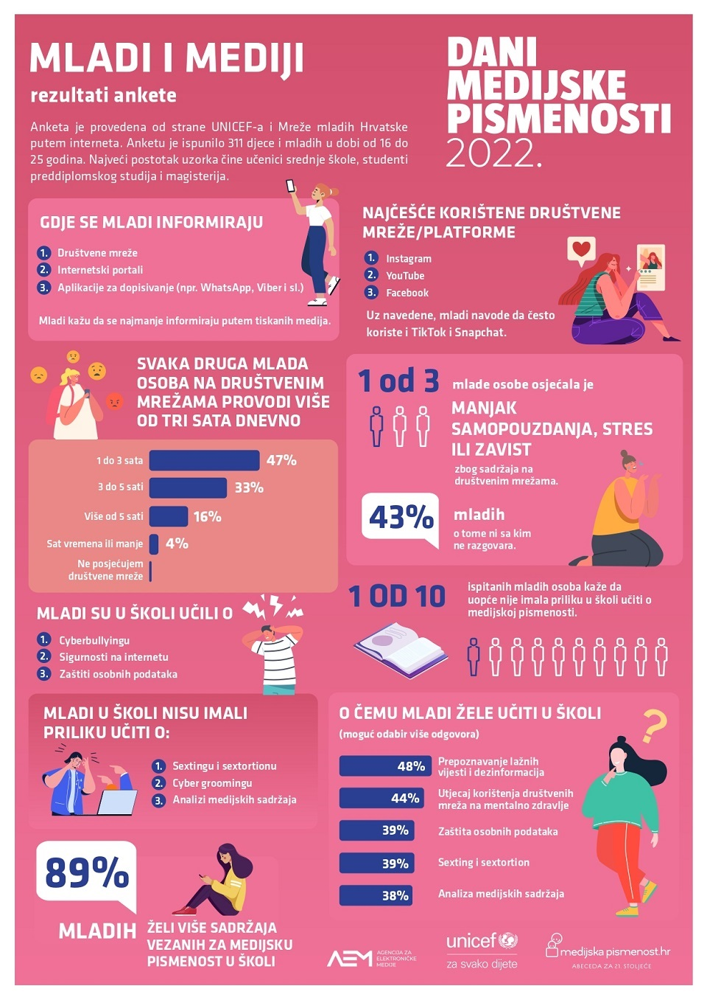 MLADI I MEDIJI
rezultati ankete
Anketa je provedena od strane UNICEF-a i Mreže mladih Hrvatske
putem interneta. Anketu je ispunilo 311 djece i mladih u dobi od 16 do
25 godina. Najveći postotak uzorka čine učenici srednje škole, studenti
preddiplomskog studija i magisterija.
DANI
MEDIJSKE
PISMENOSTI
2022.
GDJE SE MLADI INFORMIRAJU
1. Društvene mreže
2. Internetski portali
3. Aplikacije za dopisivanje (npr. WhatsApp, Viber i sl.)
Mladi kažu da se najmanje informiraju putem tiskanih medija.
NAJČEŠĆE KORIŠTENE DRUŠTVENE
MREŽE/PLATFORME
1. Instagram
2. YouTube
3. Facebook
Uz navedene, mladi navode da često
koriste i TikTok i Snapchat.
SVAKA DRUGA MLADA
OSOBA NA DRUŠTVENIM
MREŽAMA PROVODI VIŠE
OD TRI SATA DNEVNO
1 do 3 sata 47%
3 do 5 sati 33%
Više od 5 sati 16%
Sat vremena ili manje 4%
Ne posjećujem
društvene mreže
1 od 3 mlade osobe osjećala je
MANJAK
SAMOPOUZDANJA, STRES
ILI ZAVIST
zbog sadržaja na
društvenim mrežama.
43% mladih
o tome ni sa kim
ne razgovara.
MLADI SU U ŠKOLI UČILI O
1. Cyberbullyingu
2. Sigurnosti na internetu
3. Zaštiti osobnih podataka
1 OD 10
ispitanih mladih osoba kaže da
uopće nije imala priliku u školi učiti o
medijskoj pismenosti.
MLADI U ŠKOLI NISU IMALI
PRILIKU UČITI O:
1. Sextingu i sextortionu
2. Cyber groomingu
3. Analizi medijskih sadržaja
O ČEMU MLADI ŽELE UČITI U ŠKOLI
(moguć odabir više odgovora)
48% Prepoznavanje lažnih
vijesti i dezinformacija
44% Utjecaj korištenja društvenih
mreža na mentalno zdravlje
39% Zaštita osobnih podataka
39% Sexting i sextortion
38% Analiza medijskih sadržaja
?
89%
MLADIH ŽELI VIŠE SADRŽAJA
VEZANIH ZA MEDIJSKU
PISMENOST U ŠKOLI
AEM AGENCIJA ZA
ELEKTRONIČKE
MEDIJE
unicef
za svako dijete
medijska pismenost.hr
ABECEDA ZA 21. STOLJEĆE